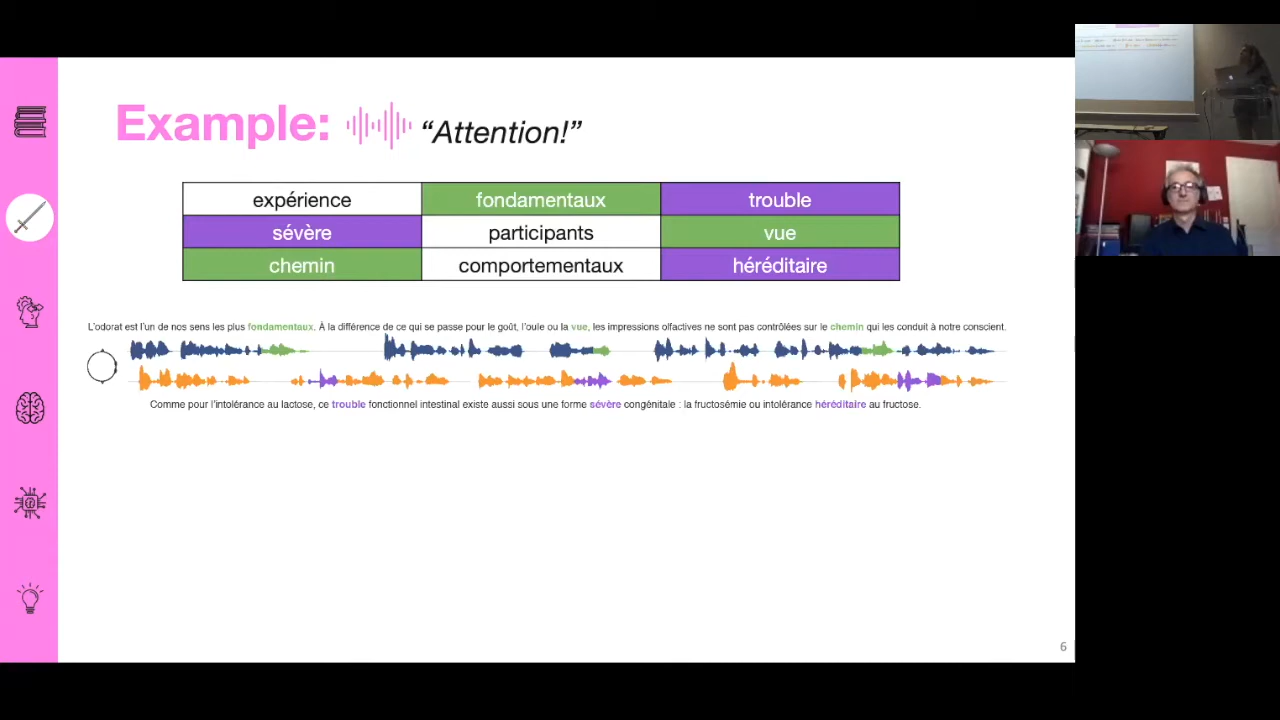 Example: “Attention!”
expérience fondamentaux trouble
sévère participants vue
chemin comportementaux héréditaire
L’odorat est l’un de nos sens les plus fondamentaux. À la différence de ce qui se passe pour le goût, l’ouïe ou la vue, les impressions olfactives ne sont pas contrôlées sur le chemin qui les conduit à notre conscient.
Comme pour l’intolérance au lactose, ce trouble fonctionnel intestinal existe aussi sous une forme sévère congénitale : la fructosémie ou intolérance héréditaire au fructose.
6